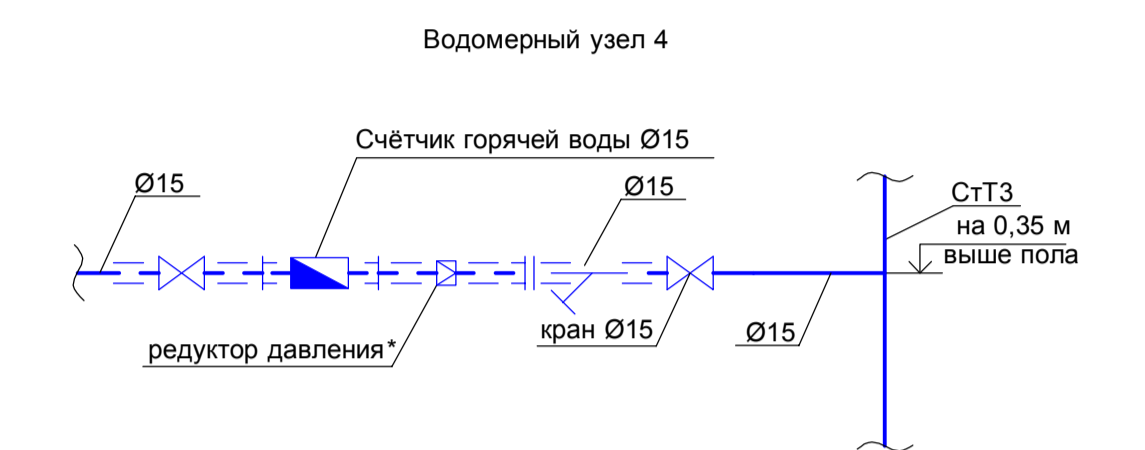 Водомерный узел 4
Счётчик горячей воды Ø15
Ø15
Ø15
СтТ3
на 0,35 м
выше пола
кран Ø15
Ø15
редуктор давления*